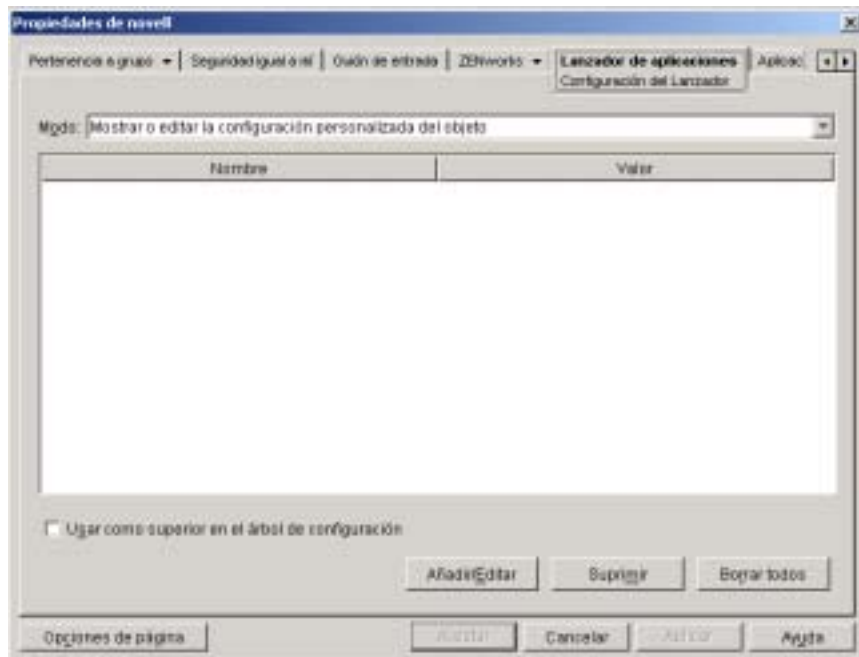 Propiedades de novell
Pertenencia a grupo
Seguridad igual a mí
Guión de entrada
ZENworks
Lanzador de aplicaciones
Configuración del Lanzador
Aplicac
Modo: Mostrar o editar la configuración personalizada del objeto
Nombre Valor
Usar como superior en el árbol de configuración
Añadir/Editar Suprimir Borrar todos
Opciones de página Aceptar Cancelar Aplicar Ayuda